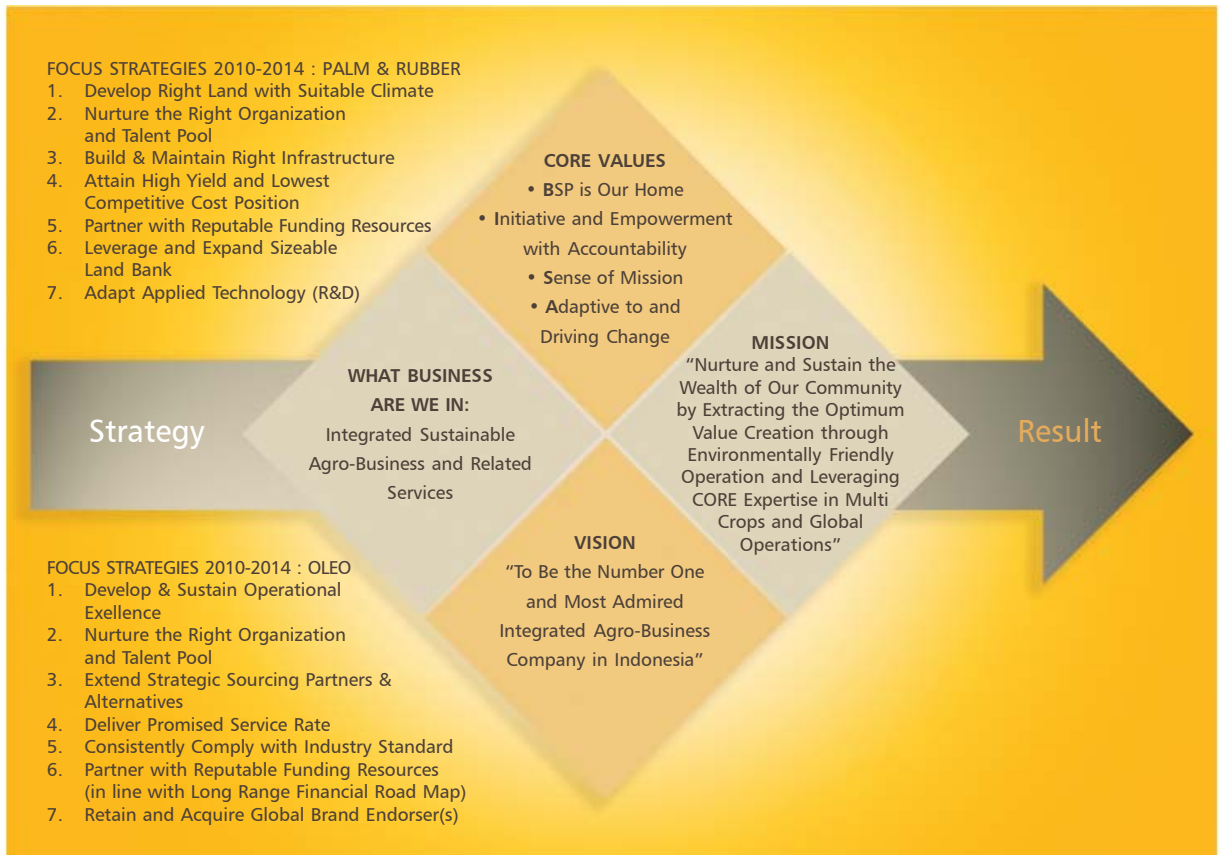 FOCUS STRATEGIES 2010-2014 : PALM & RUBBER
1. Develop Right Land with Suitable Climate
2. Nurture the Right Organization
and Talent Pool
3. Build & Maintain Right Infrastructure
4. Attain High Yield and Lowest
Competitive Cost Position
5. Partner with Reputable Funding Resources
6. Leverage and Expand Sizeable
Land Bank
7. Adapt Applied Technology (R&D)
CORE VALUES
• BSP is Our Home
• Initiative and Empowerment
with Accountability
• Sense of Mission
• Adaptive to and
Driving Change
Strategy
WHAT BUSINESS
ARE WE IN:
Integrated Sustainable
Agro-Business and Related
Services
MISSION
“Nurture and Sustain the
Wealth of Our Community
by Extracting the Optimum
Value Creation through
Environmentally Friendly
Operation and Leveraging
CORE Expertise in Multi
Crops and Global
Operations”
Result
VISION
“To Be the Number One
and Most Admired
Integrated Agro-Business
Company in Indonesia”
FOCUS STRATEGIES 2010-2014 : OLEO
1. Develop & Sustain Operational
Exellence
2. Nurture the Right Organization
and Talent Pool
3. Extend Strategic Sourcing Partners &
Alternatives
4. Deliver Promised Service Rate
5. Consistently Comply with Industry Standard
6. Partner with Reputable Funding Resources
(in line with Long Range Financial Road Map)
7. Retain and Acquire Global Brand Endorser(s)